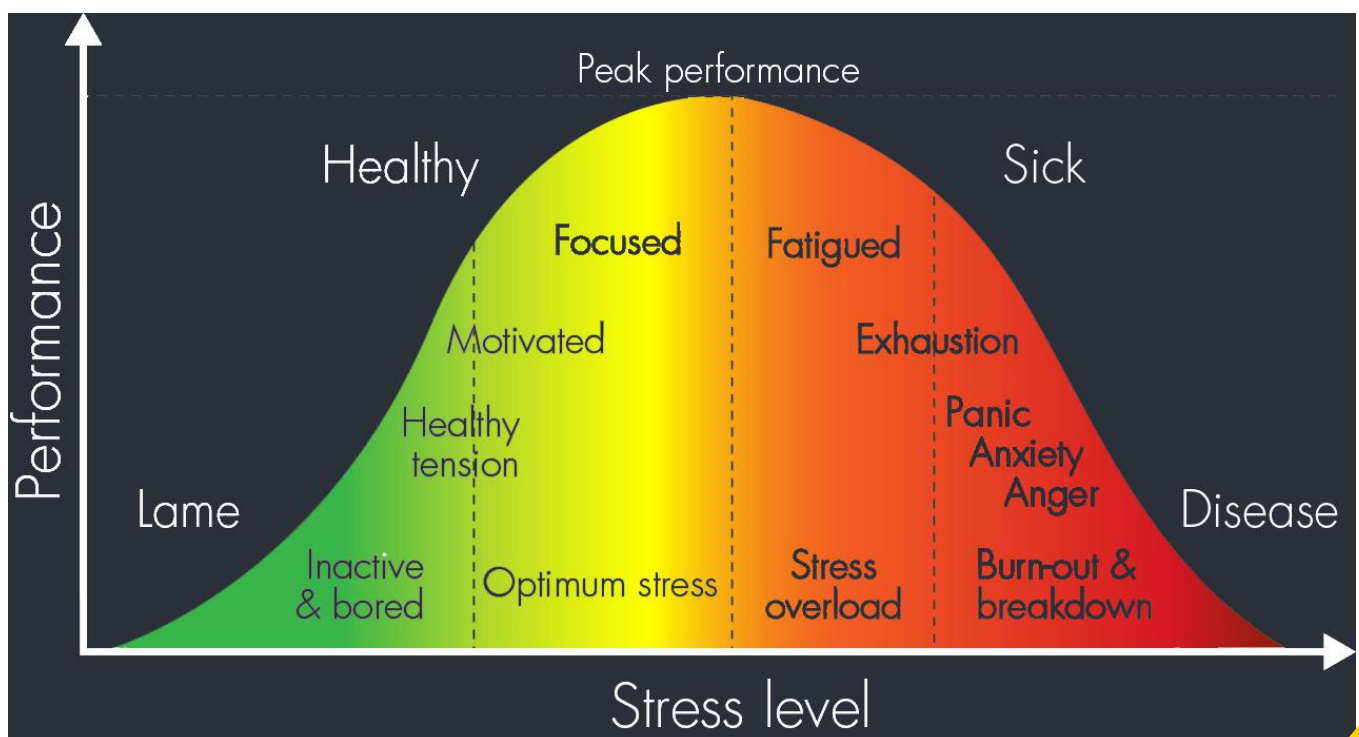 Peak performance
Healthy
Sick
Focused
Fatigued
Motivated
Exhaustion
Healthy
tension
Panic
Anxiety
Anger
Lame
Disease
Inactive
& bored
Optimum stress
Stress
overload
Burn-out &
breakdown
Performance
Stress level